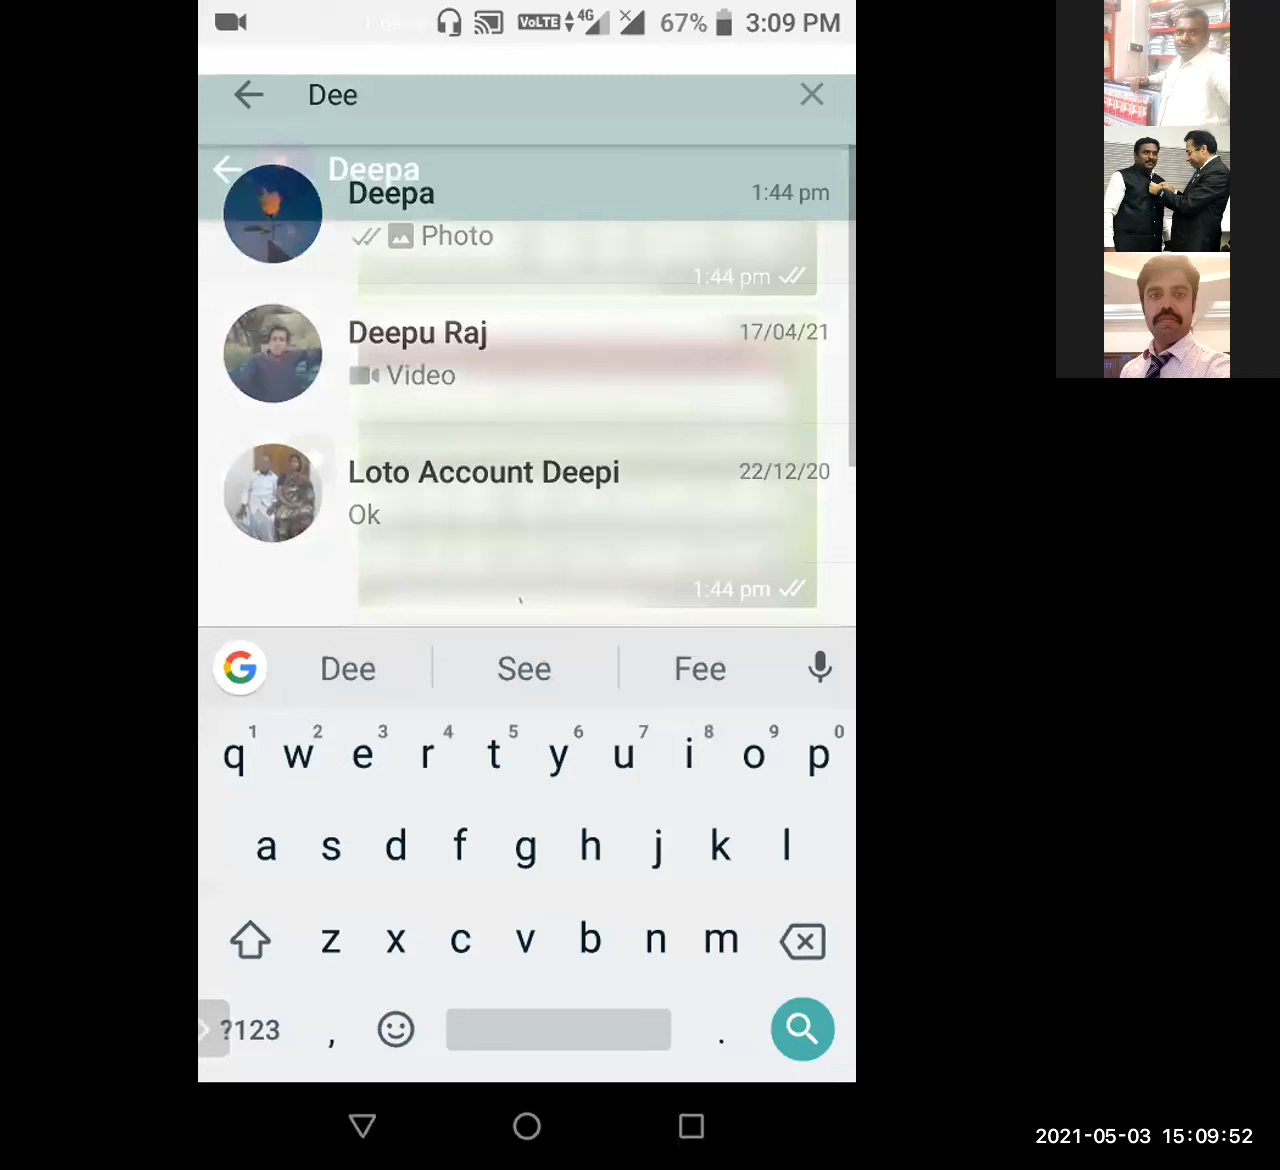 VoLTE 4G 67% 3:09 PM
Dee
Deepa
Deepa 1:44 pm
Photo
1:44 pm
Deepu Raj 17/04/21
Video
Loto Account Deepi 22/12/20
Ok
1:44 pm
G Dee See Fee
1 2 3 4 5 6 7 8 9 0
q w e r t y u i o p
a s d f g h j k l
z x c v b n m
?123 , .
2021-05-03 15:09:52